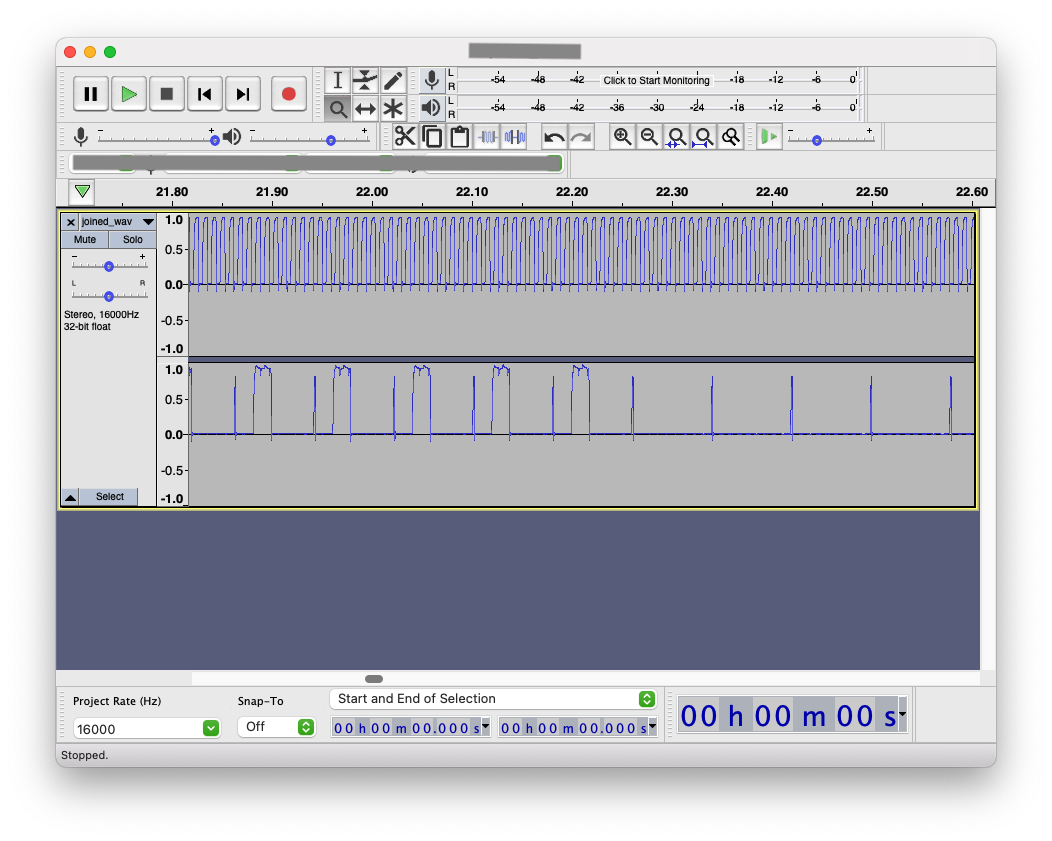 L
R
-54 -48 -42 Click to Start Monitoring -18 -12 -6 0
L
R
-54 -48 -42 -36 -30 -24 -18 -12 -6 0
- + - +
- +
21.80 21.90 22.00 22.10 22.20 22.30 22.40 22.50 22.60
× joined_wav
Mute Solo
- +
L R
Stereo, 16000Hz
32-bit float
Select
1.0
0.5-
0.0-
-0.5-
-1.0
1.0
0.5-
0.0-
-0.5-
-1.0
Project Rate (Hz)
Snap-To
Start and End of Selection
16000
Off
00 h 00 m 00.000 s
00 h 00 m 00.000 s
00 h 00 m 00 s
Stopped.